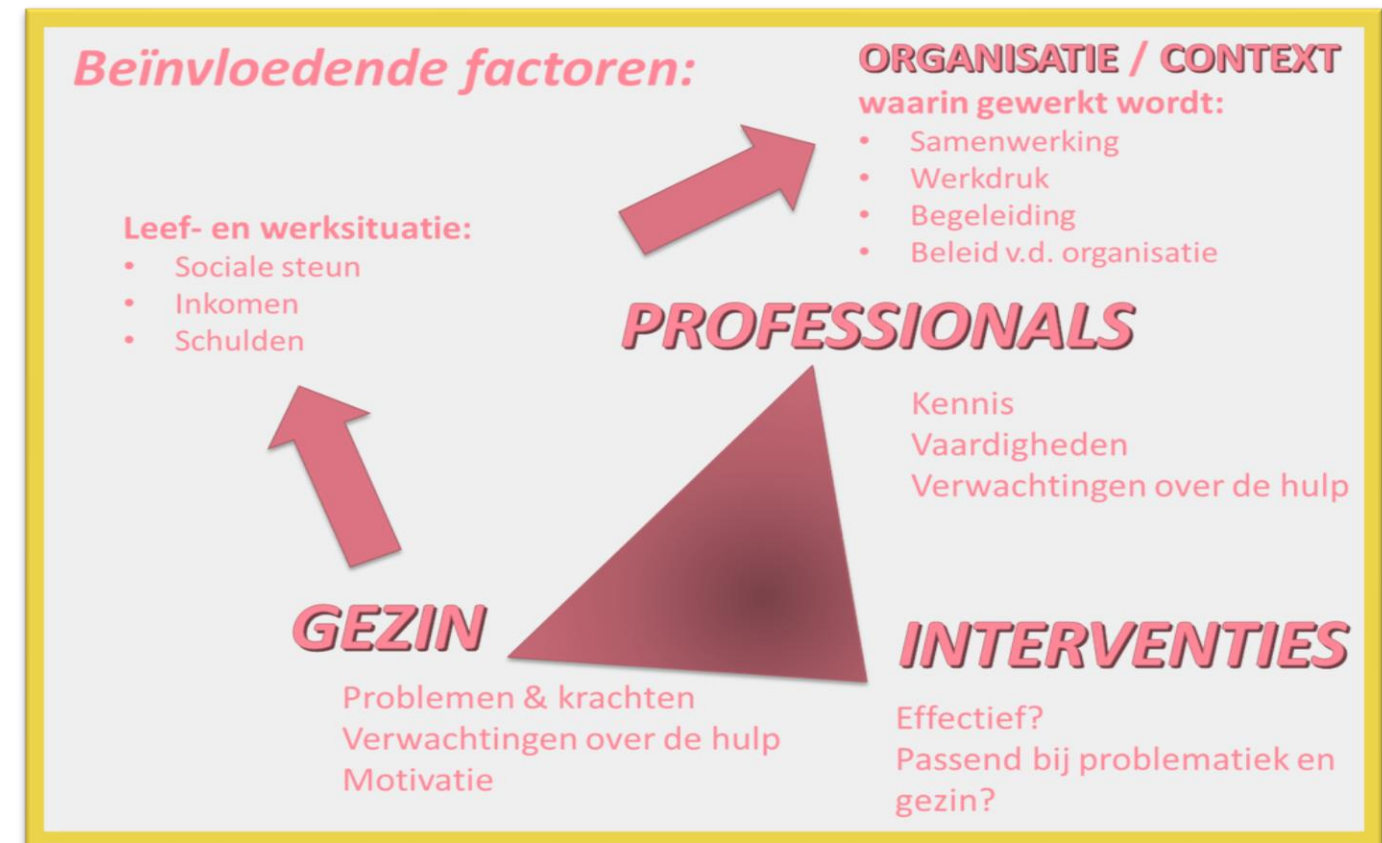 Beïnvloedende factoren:
ORGANISATIE / CONTEXT
waarin gewerkt wordt:
• Samenwerking
• Werkdruk
• Begeleiding
• Beleid v.d. organisatie
Leef- en werksituatie:
• Sociale steun
• Inkomen
• Schulden
PROFESSIONALS
Kennis
Vaardigheden
Verwachtingen over de hulp
GEZIN
Problemen & krachten
Verwachtingen over de hulp
Motivatie
INTERVENTIES
Effectief?
Passend bij problematiek en
gezin?